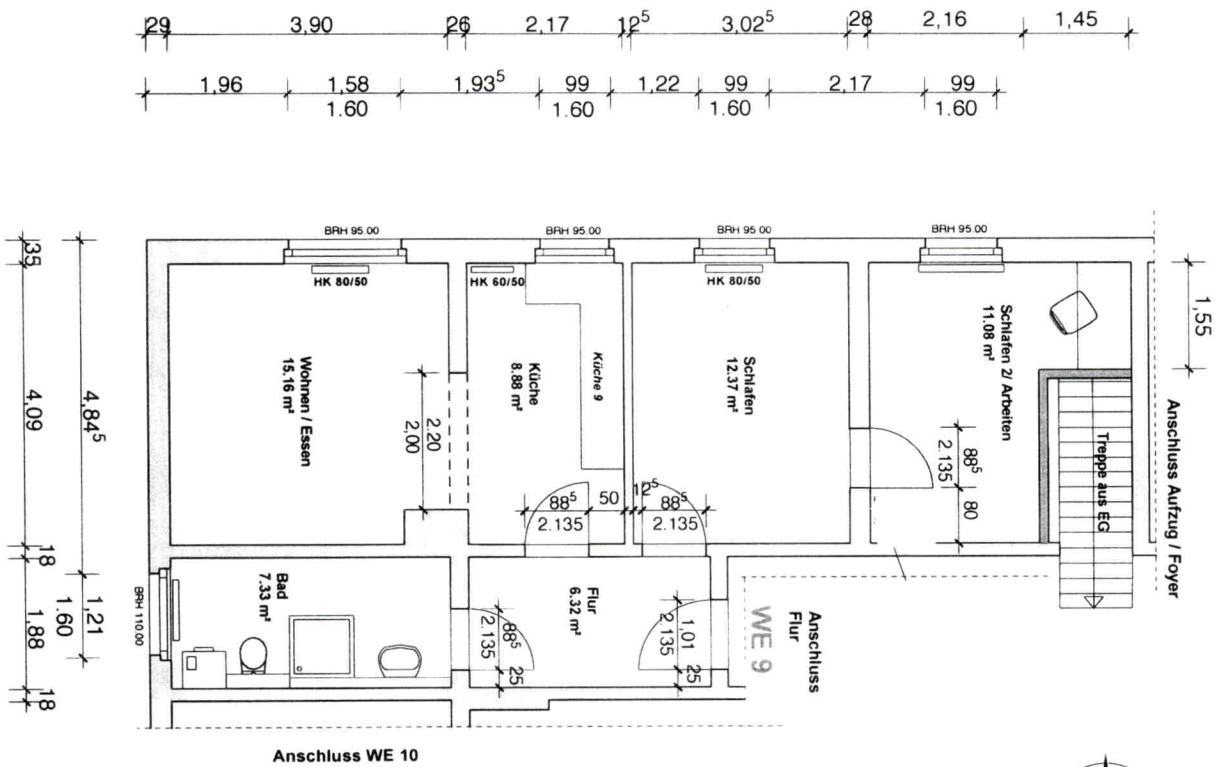 29 3,90 26 2,17 12⁵ 3,02⁵ 28 2,16 1,45
1,96 1,58 1,93⁵ 99 1,22 99 2,17 99
1.60 1.60 1.60 1.60
BRH 95.00 BRH 95.00 BRH 95.00 BRH 95.00
HK 80/50 HK 60/50 HK 80/50
35
4,09
18
1,88
18
4,84⁵
1,21
1.60
BRH 110.00
Wohnen / Essen
15.16 m²
2.20
2,00
Küche
8.88 m²
Küche 9
88⁵
2.135
50
12⁵
88⁵
2.135
Schlafen
12.37 m²
Schlafen 2/ Arbeiten
11.08 m²
88⁵
2.135
80
Treppe aus EG
1,55
Anschluss Aufzug / Foyer
Bad
7.33 m²
88⁵
2.135
25
Flur
6.32 m²
1,01
2.135
25
WE 9
Anschluss
Flur
Anschluss WE 10